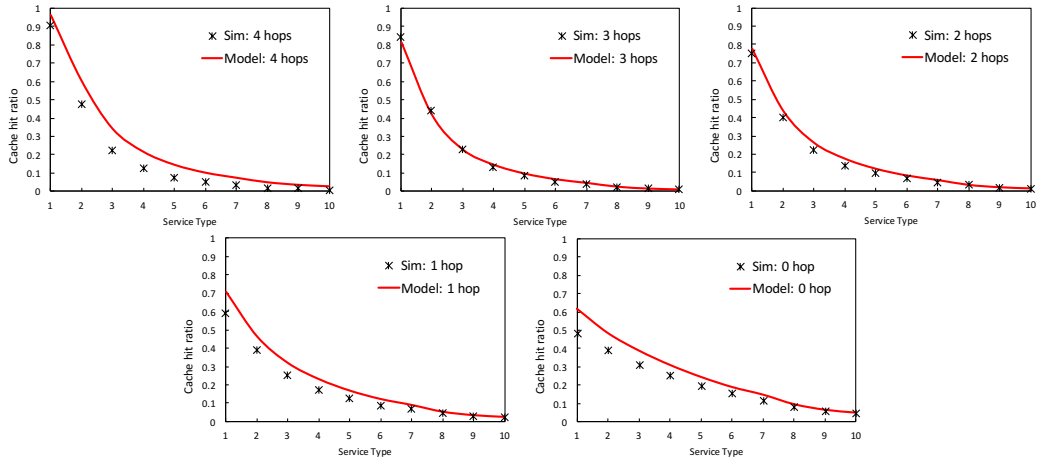 1
0.9
0.8
0.7
0.6
0.5
0.4
0.3
0.2
0.1
0
Cache hit ratio
Sim: 4 hops
Model: 4 hops
1 2 3 4 5 6 7 8 9 10
Service Type
1
0.9
0.8
0.7
0.6
0.5
0.4
0.3
0.2
0.1
0
Cache hit ratio
Sim: 3 hops
Model: 3 hops
1 2 3 4 5 6 7 8 9 10
Service Type
1
0.9
0.8
0.7
0.6
0.5
0.4
0.3
0.2
0.1
0
Cache hit ratio
Sim: 2 hops
Model: 2 hops
1 2 3 4 5 6 7 8 9 10
Service Type
1
0.9
0.8
0.7
0.6
0.5
0.4
0.3
0.2
0.1
0
Cache hit ratio
Sim: 1 hop
Model: 1 hop
1 2 3 4 5 6 7 8 9 10
Service Type
1
0.9
0.8
0.7
0.6
0.5
0.4
0.3
0.2
0.1
0
Cache hit ratio
Sim: 0 hop
Model: 0 hop
1 2 3 4 5 6 7 8 9 10
Service Type